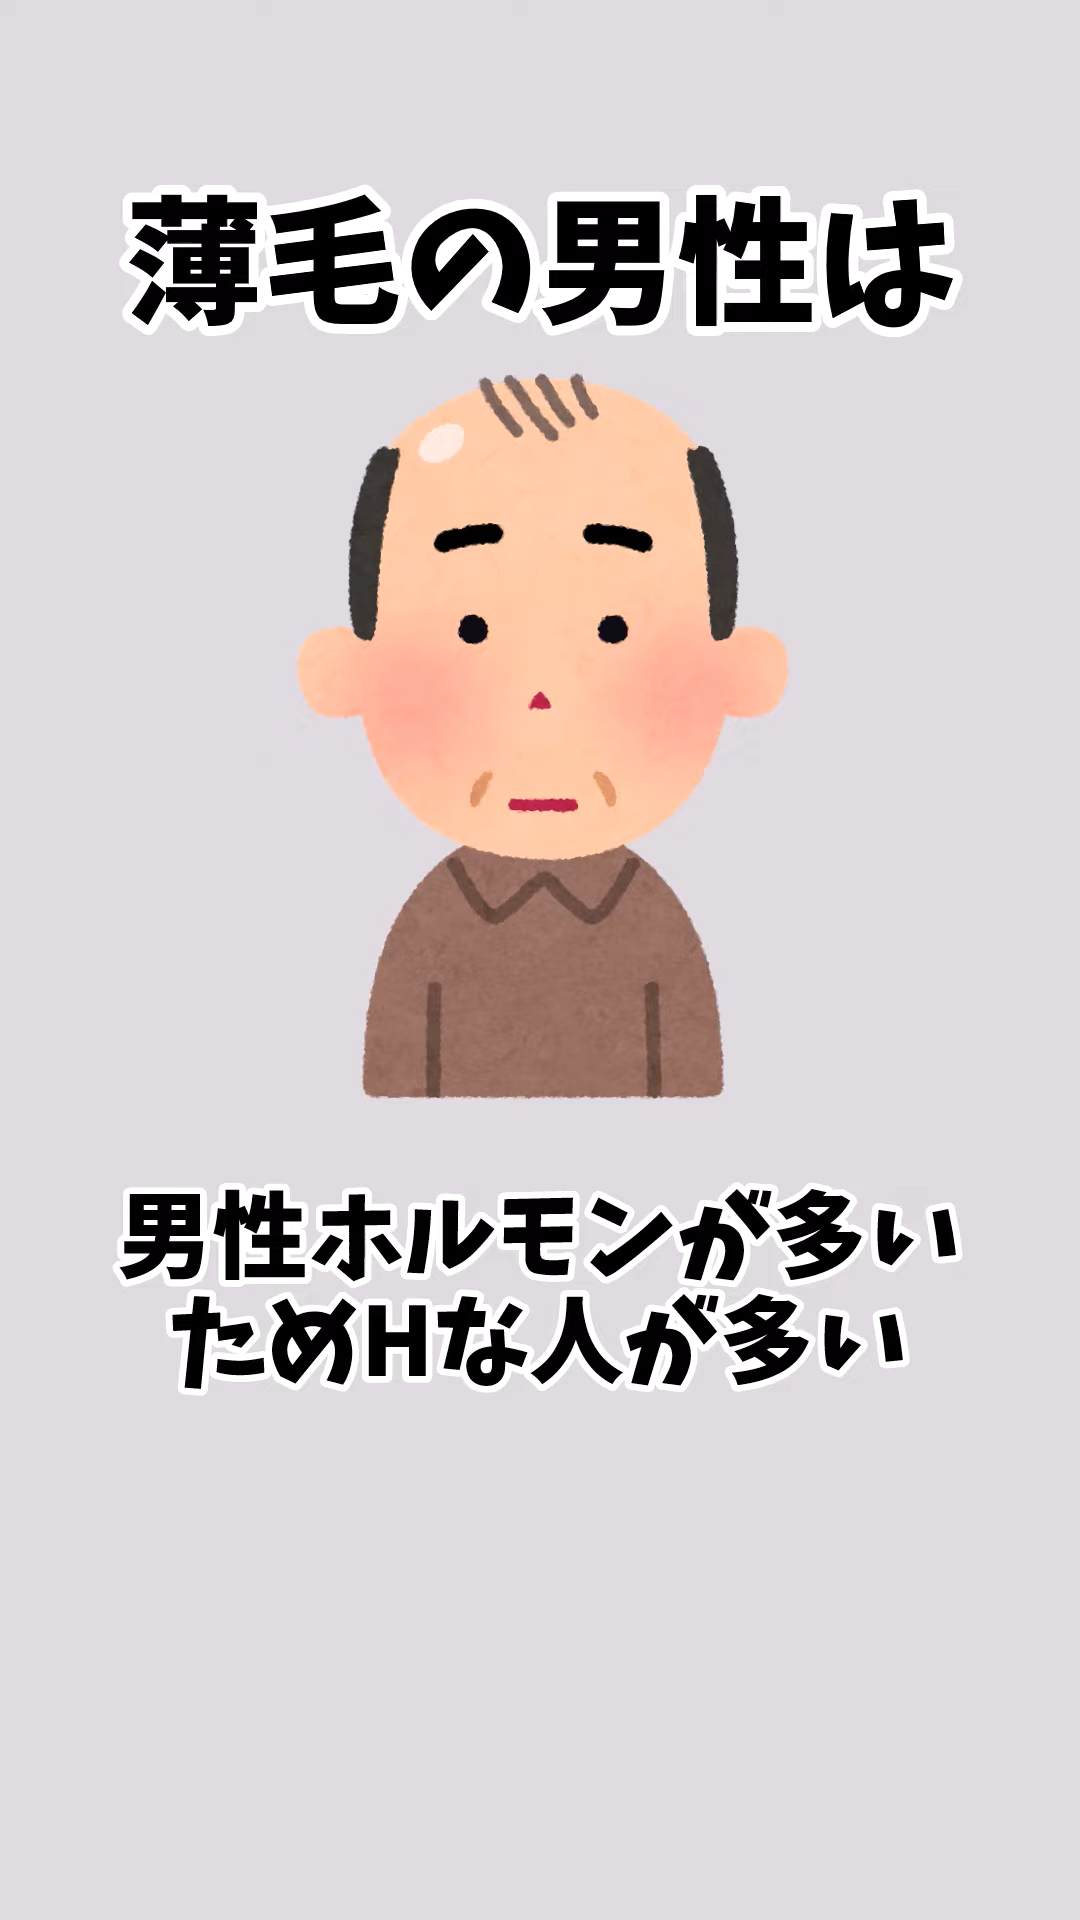 薄毛の男性は
男性ホルモンが多い
ためHな人が多い